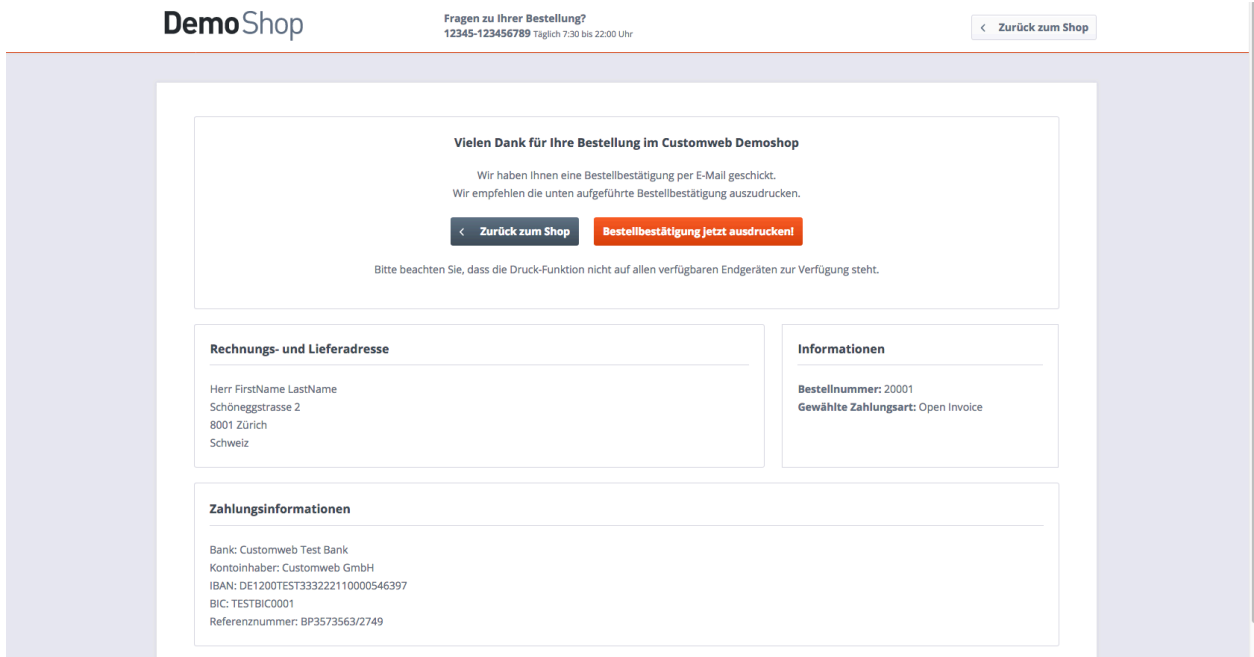 DemoShop
Fragen zu Ihrer Bestellung?
12345-123456789 Täglich 7:30 bis 22:00 Uhr
Zurück zum Shop
Vielen Dank für Ihre Bestellung im Customweb Demoshop
Wir haben Ihnen eine Bestellbestätigung per E-Mail geschickt.
Wir empfehlen die unten aufgeführte Bestellbestätigung auszudrucken.
Zurück zum Shop
Bestellbestätigung jetzt ausdrucken!
Bitte beachten Sie, dass die Druck-Funktion nicht auf allen verfügbaren Endgeräten zur Verfügung steht.
Rechnungs- und Lieferadresse
Herr FirstName LastName
Schöneggstrasse 2
8001 Zürich
Schweiz
Informationen
Bestellnummer: 20001
Gewählte Zahlungsart: Open Invoice
Zahlungsinformationen
Bank: Customweb Test Bank
Kontoinhaber: Customweb GmbH
IBAN: DE1200TEST333222110000546397
BIC: TESTBIC0001
Referenznummer: BP3573563/2749